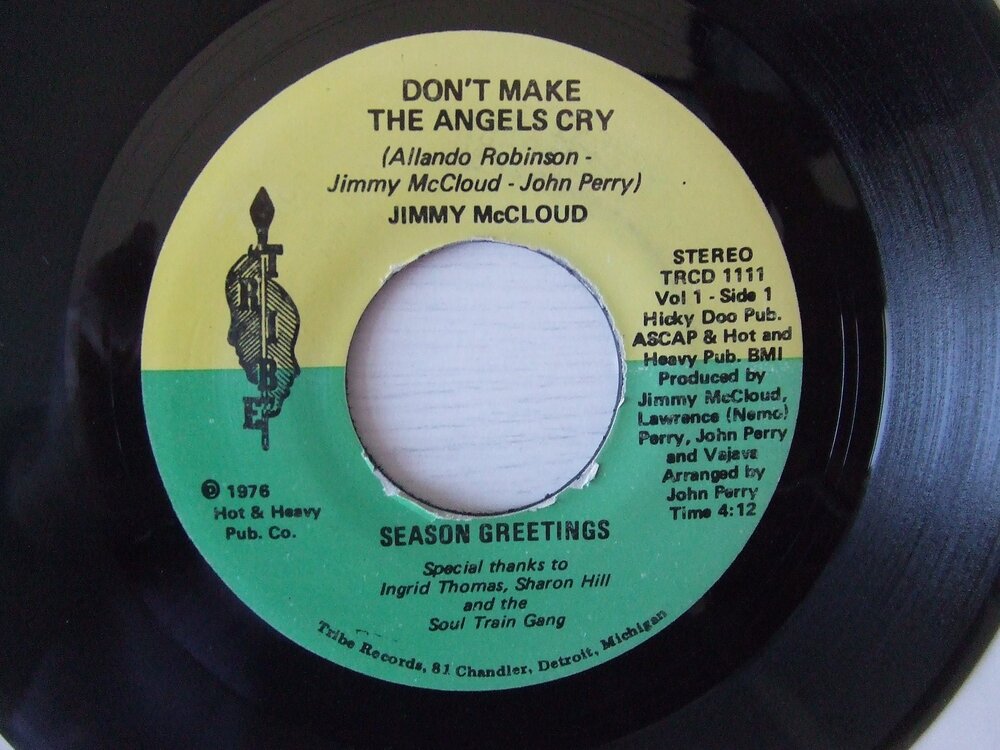 DON'T MAKE
THE ANGELS CRY
(Allando Robinson -
Jimmy McCloud - John Perry)
JIMMY McCLOUD
TRIBE
STEREO
TRCD 1111
Vol 1 - Side 1
Hicky Doo Pub.
ASCAP & Hot and
Heavy Pub. BMI
Produced by
Jimmy McCloud,
Lawrence (Nemo)
Perry, John Perry
and Vajava
Arranged by
John Perry
Time 4:12
℗ 1976
Hot & Heavy
Pub. Co.
SEASON GREETINGS
Special thanks to
Ingrid Thomas, Sharon Hill
and the
Soul Train Gang
Tribe Records, 81 Chandler, Detroit, Michigan